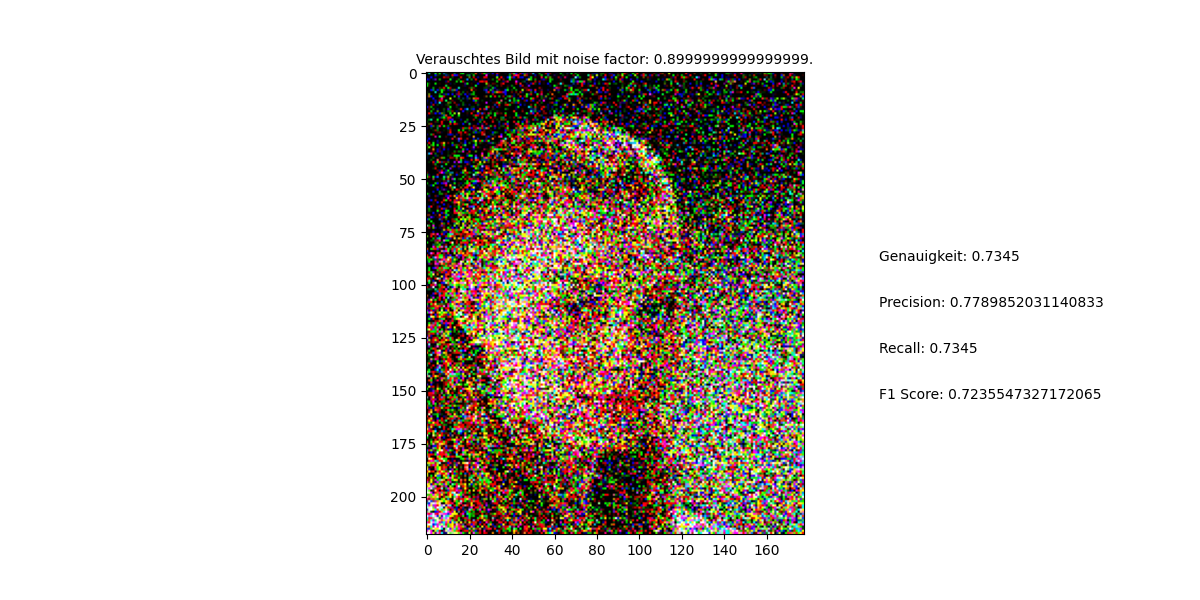 Verauschtes Bild mit noise factor: 0.8999999999999999.
0
25
50
75
100
125
150
175
200
0 20 40 60 80 100 120 140 160
Genauigkeit: 0.7345
Precision: 0.7789852031140833
Recall: 0.7345
F1 Score: 0.7235547327172065